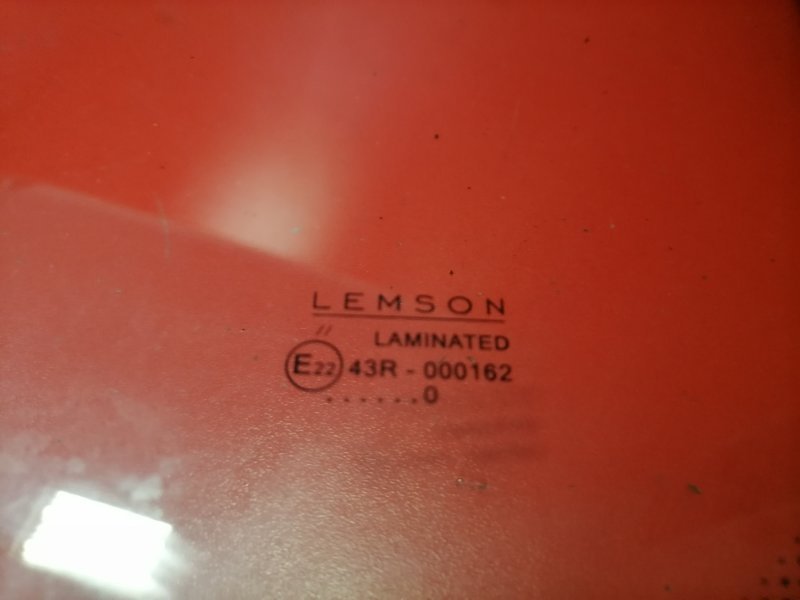 LEMSON
LAMINATED
E22 43R - 000162
.......0